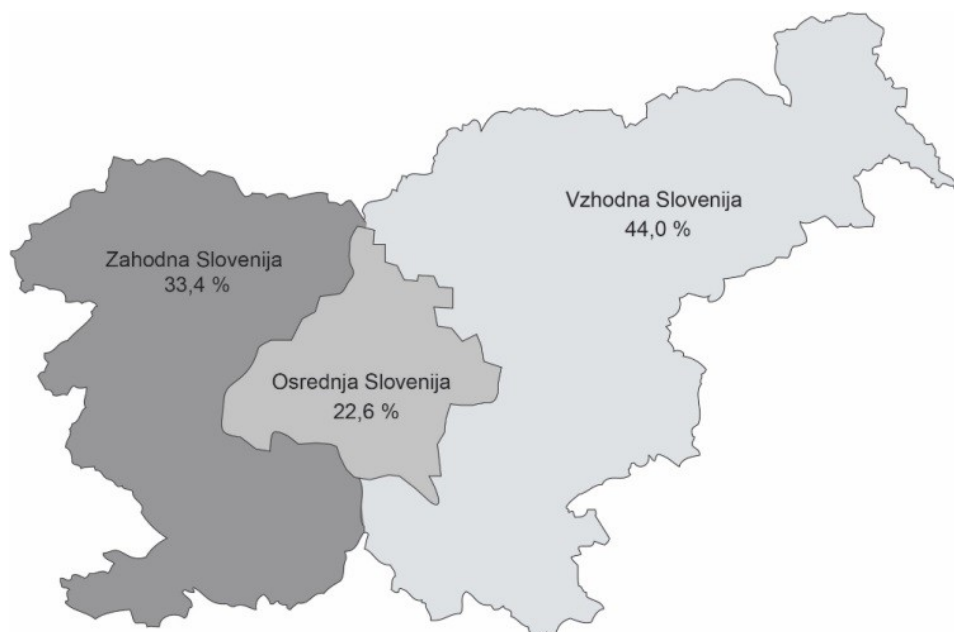 Vzhodna Slovenija
44,0 %
Zahodna Slovenija
33,4 %
Osrednja Slovenija
22,6 %